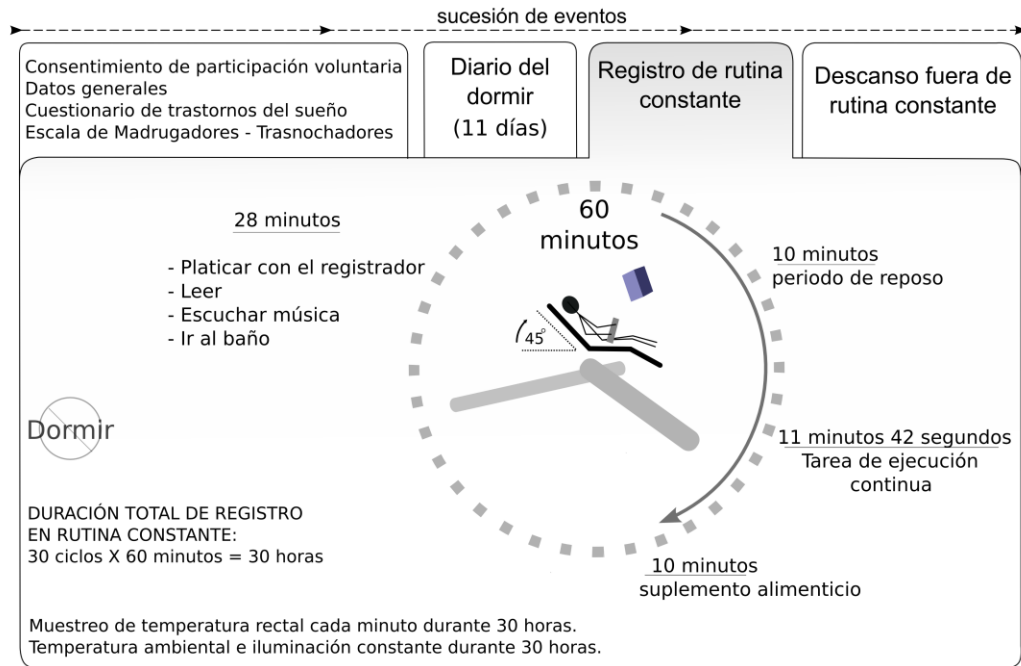 sucesión de eventos
Consentimiento de participación voluntaria
Datos generales
Cuestionario de trastornos del sueño
Escala de Madrugadores - Trasnochadores
Diario del
dormir
(11 días)
Registro de rutina
constante
Descanso fuera de
rutina constante
28 minutos
- Platicar con el registrador
- Leer
- Escuchar música
- Ir al baño
60
minutos
45°
10 minutos
periodo de reposo
11 minutos 42 segundos
Tarea de ejecución
continua
10 minutos
suplemento alimenticio
Dormir
DURACIÓN TOTAL DE REGISTRO
EN RUTINA CONSTANTE:
30 ciclos X 60 minutos = 30 horas
Muestreo de temperatura rectal cada minuto durante 30 horas.
Temperatura ambiental e iluminación constante durante 30 horas.